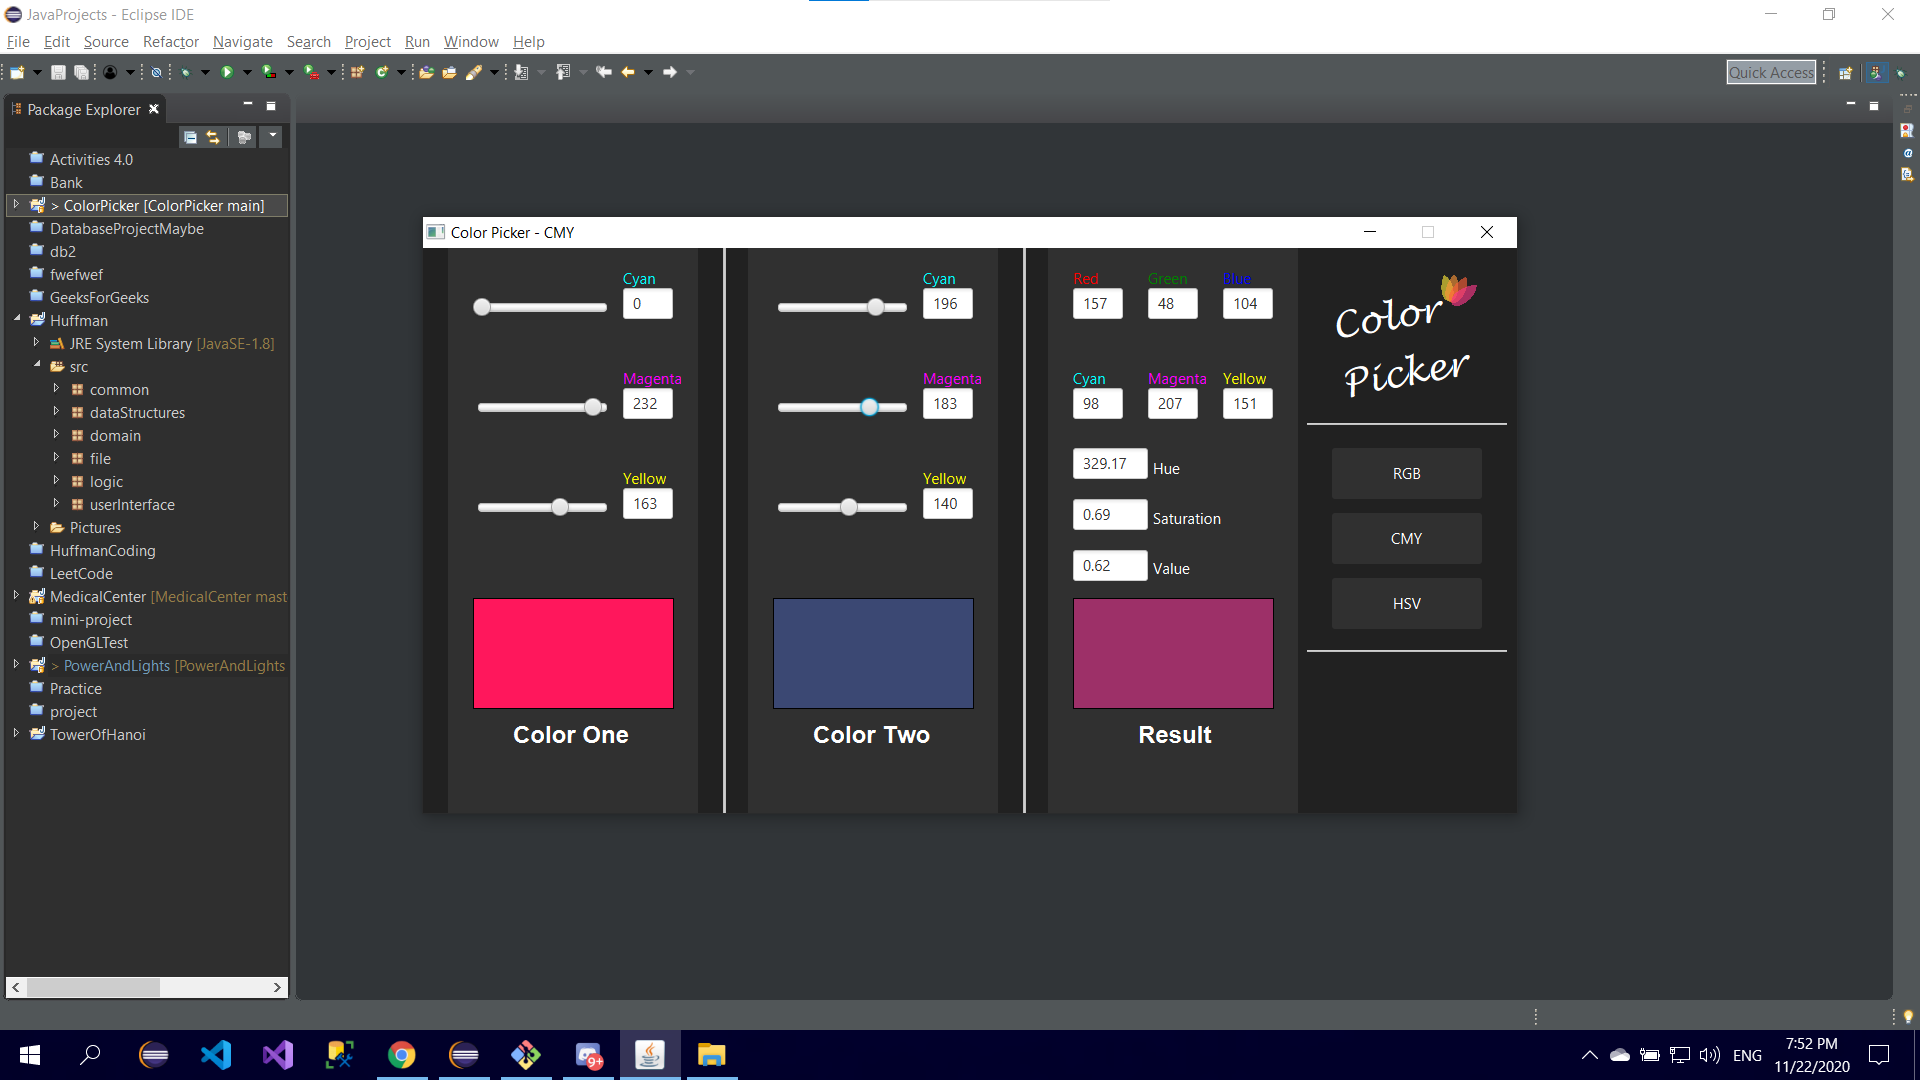 JavaProjects - Eclipse IDE
File Edit Source Refactor Navigate Search Project Run Window Help
Quick Access
Package Explorer
Activities 4.0
Bank
> ColorPicker [ColorPicker main]
DatabaseProjectMaybe
db2
fwefwef
GeeksForGeeks
Huffman
JRE System Library [JavaSE-1.8]
src
common
dataStructures
domain
file
logic
userInterface
Pictures
HuffmanCoding
LeetCode
MedicalCenter [MedicalCenter mast
mini-project
OpenGLTest
> PowerAndLights [PowerAndLights
Practice
project
TowerOfHanoi
Color Picker - CMY
Cyan
0
Magenta
232
Yellow
163
Color One
Cyan
196
Magenta
183
Yellow
140
Color Two
Red Green Blue
157 48 104
Cyan Magenta Yellow
98 207 151
329.17 Hue
0.69 Saturation
0.62 Value
Result
Color
Picker
RGB
CMY
HSV
9+
ENG
7:52 PM
11/22/2020